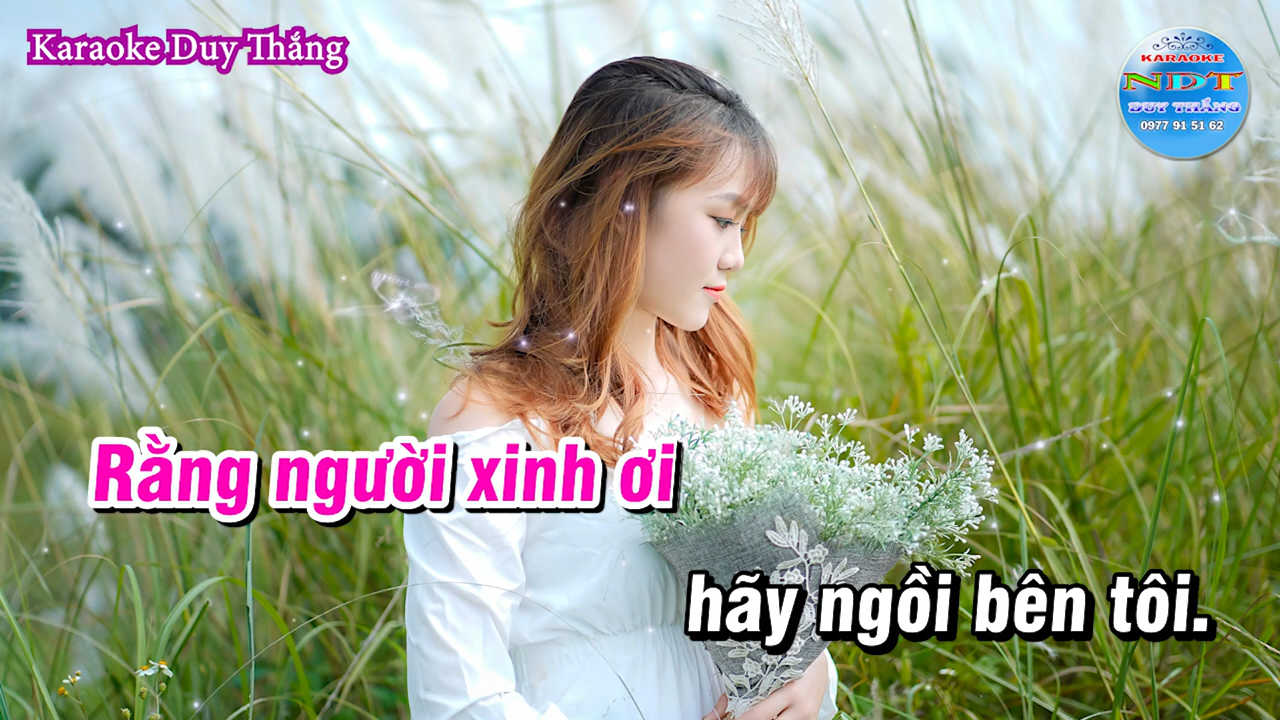 Karaoke Duy Thắng
KARAOKE
NDT
DUY THẮNG
0977 91 51 62
Rằng người xinh ơi
hãy ngồi bên tôi.